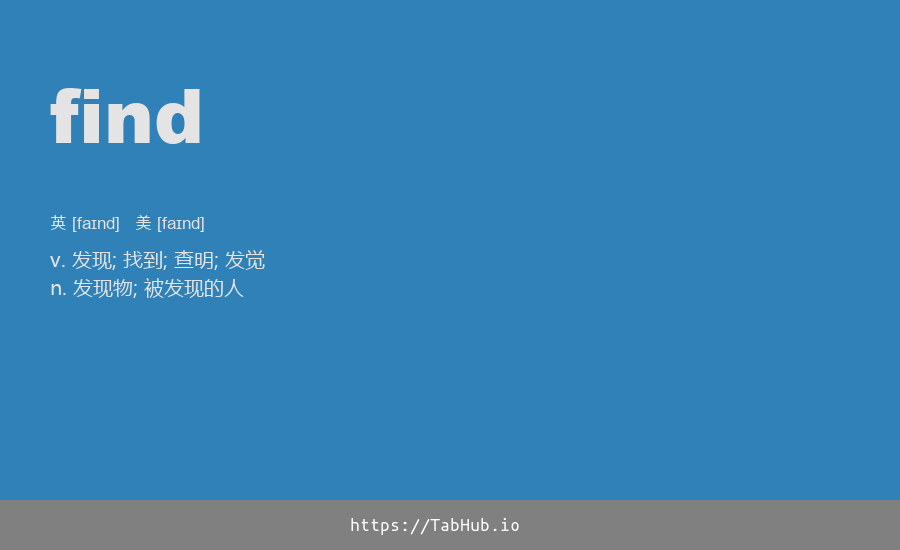 find
英 [faɪnd] 美 [faɪnd]
v. 发现; 找到; 查明; 发觉
n. 发现物; 被发现的人
https://TabHub.io